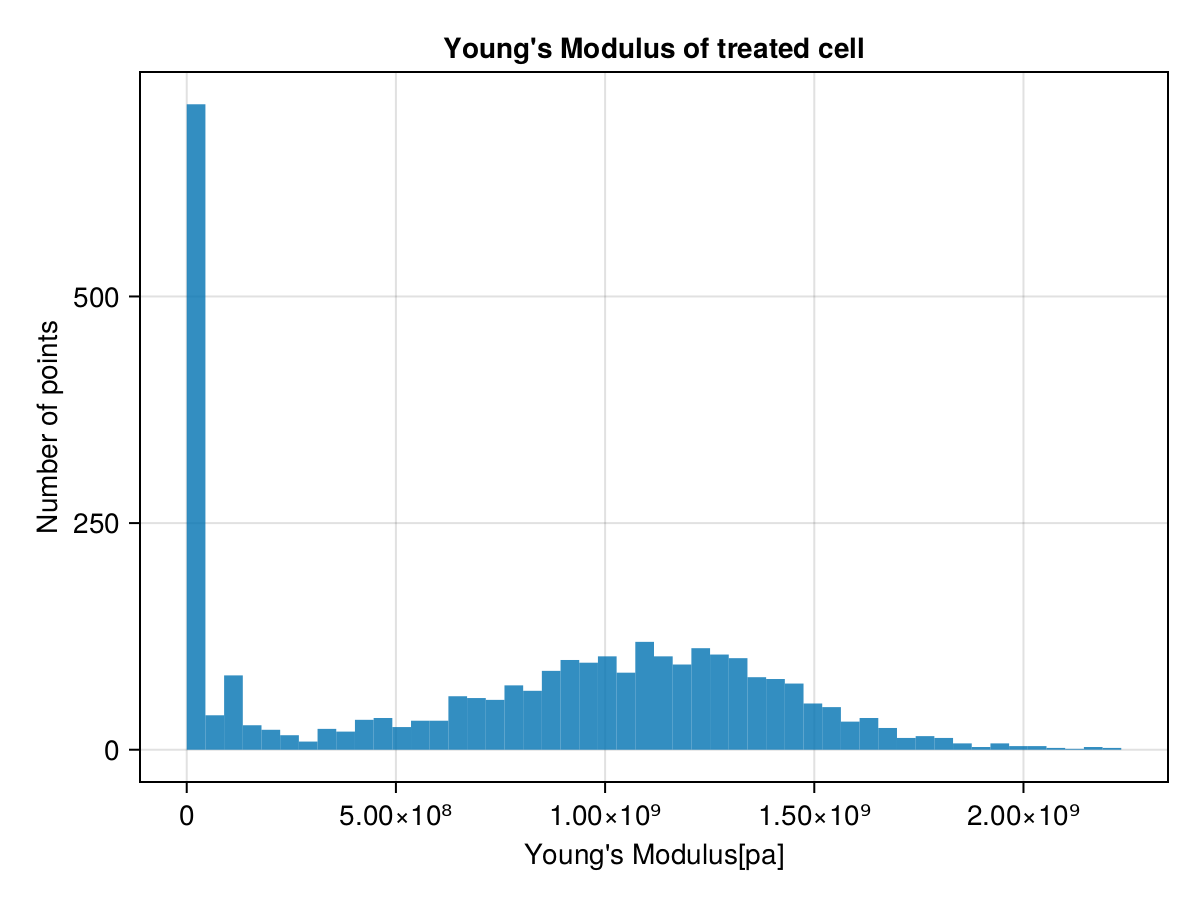 Young's Modulus of treated cell
Number of points
500
250
0
0
5.00×10⁸
1.00×10⁹
1.50×10⁹
2.00×10⁹
Young's Modulus[pa]